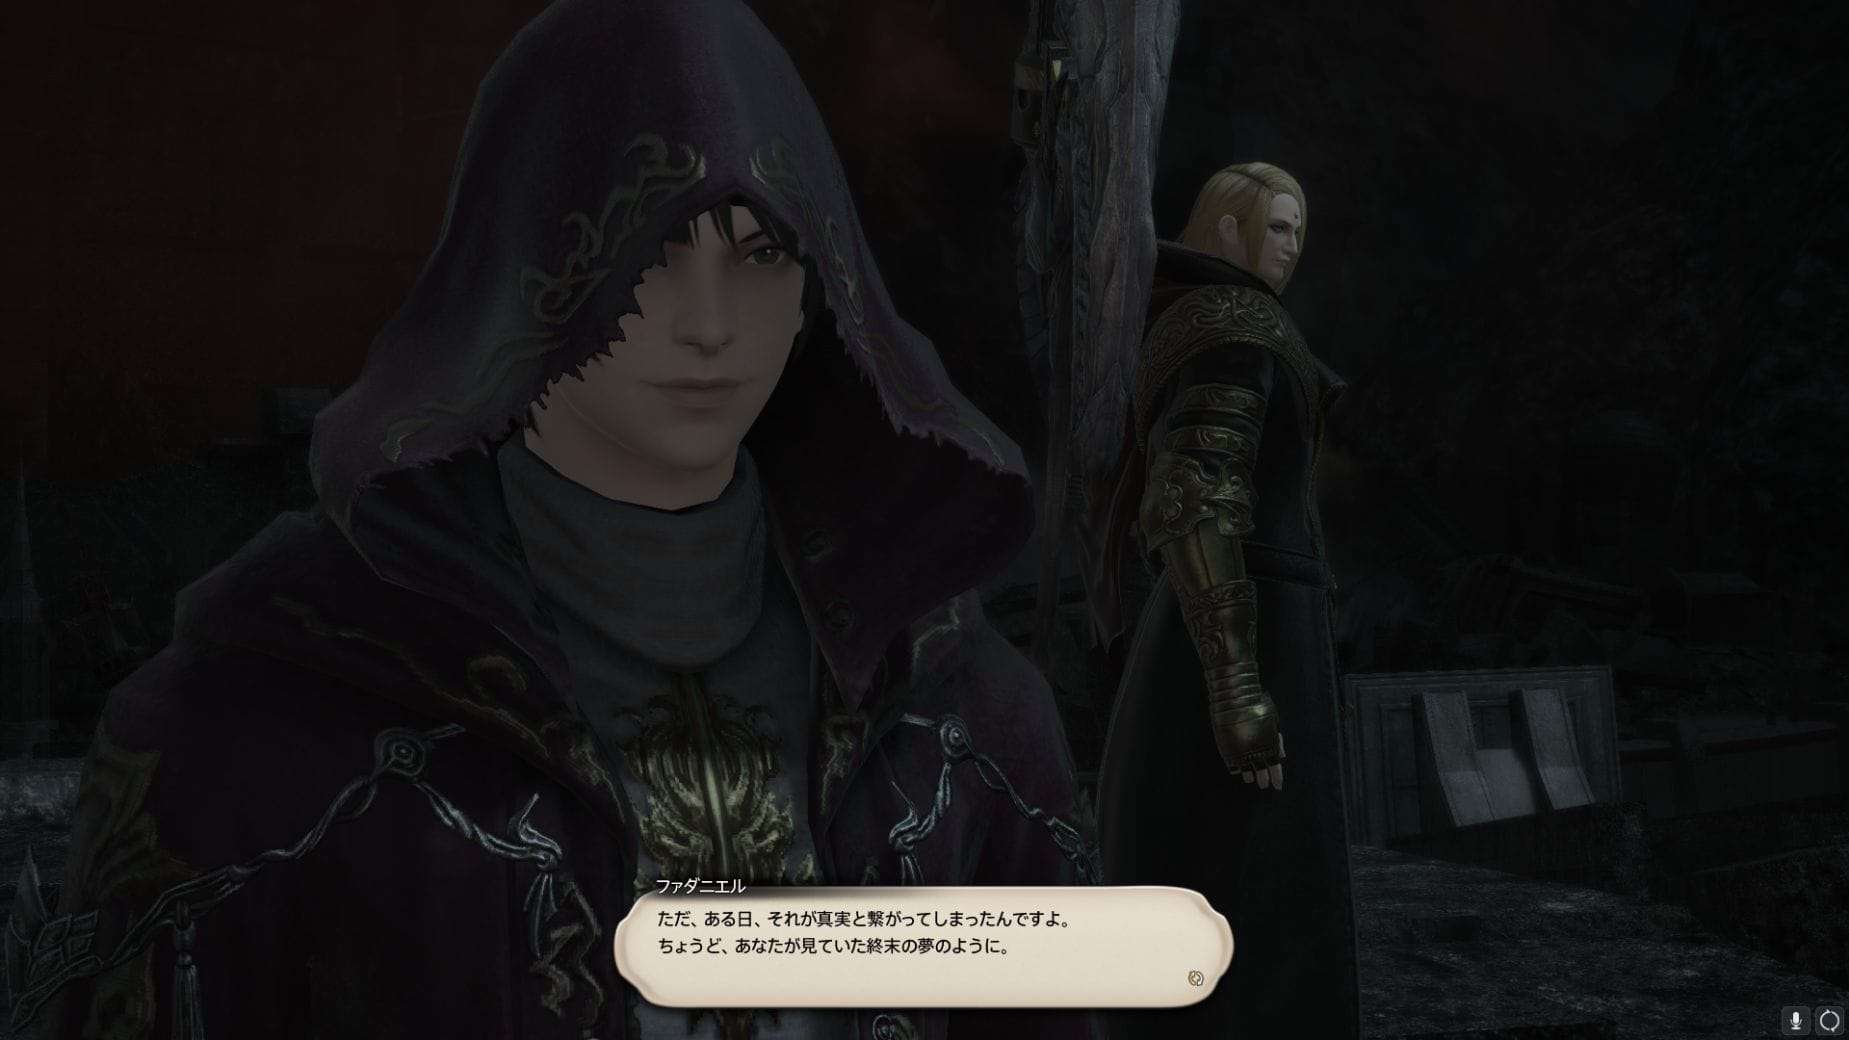 ファダニエル
ただ、ある日、それが真実と繋がってしまったんですよ。
ちょうど、あなたが見ていた終末の夢のように。